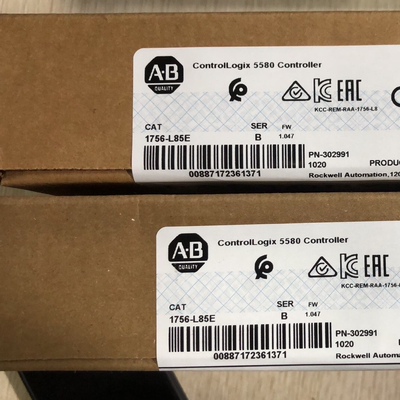 A-B
QUALITY
ControlLogix 5580 Controller
KCC-REM-RAA-1756-L8
CAT SER FW
1756-L85E B 1.047
PN-302991
1020 PRODUC
00887172361371
Rockwell Automation,120
A-B
QUALITY
ControlLogix 5580 Controller
KCC-REM-RAA-1756-
CAT SER FW
1756-L85E B 1.047
PN-302991
1020
00887172361371
Rockwell Automa